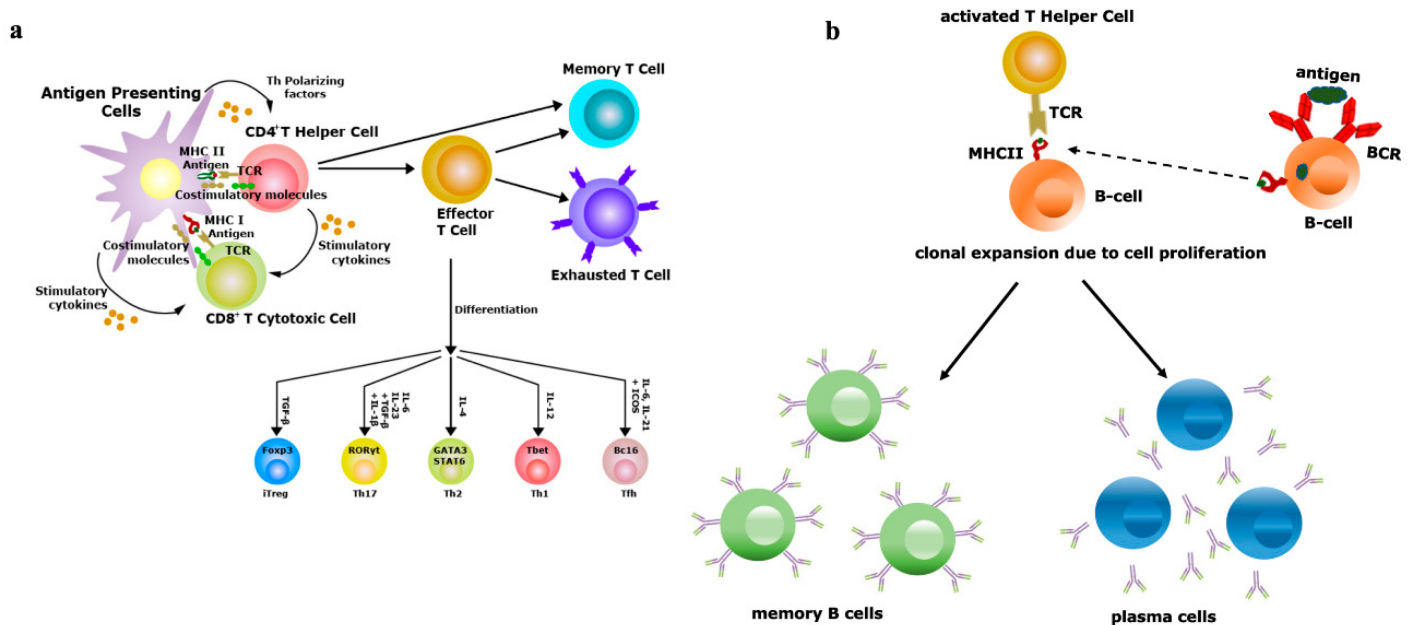 a
Antigen Presenting
Cells
Th Polarizing
factors
CD4+T Helper Cell
MHC II
Antigen
TCR
Costimulatory molecules
MHC I
Antigen
Costimulatory
molecules
TCR
Stimulatory
cytokines
Stimulatory
cytokines
CD8+ T Cytotoxic Cell
Memory T Cell
Effector
T Cell
Exhausted T Cell
Differentiation
TGF-β
IL-6
IL-23
+TGF-β
+IL-1β
IL-4
IL-12
IL-6, IL-21
+ ICOS
Foxp3
RORγt
GATA3
STAT6
Tbet
Bc16
iTreg
Th17
Th2
Th1
Tfh
b
activated T Helper Cell
TCR
MHCII
B-cell
antigen
BCR
B-cell
clonal expansion due to cell proliferation
memory B cells
plasma cells